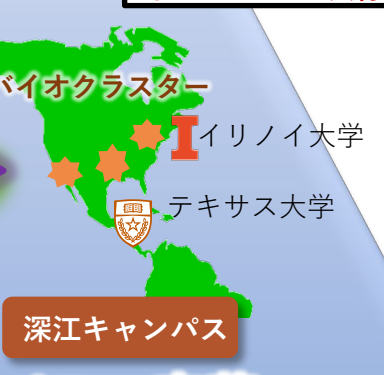 バイオクラスター
イリノイ大学
テキサス大学
深江キャンパス